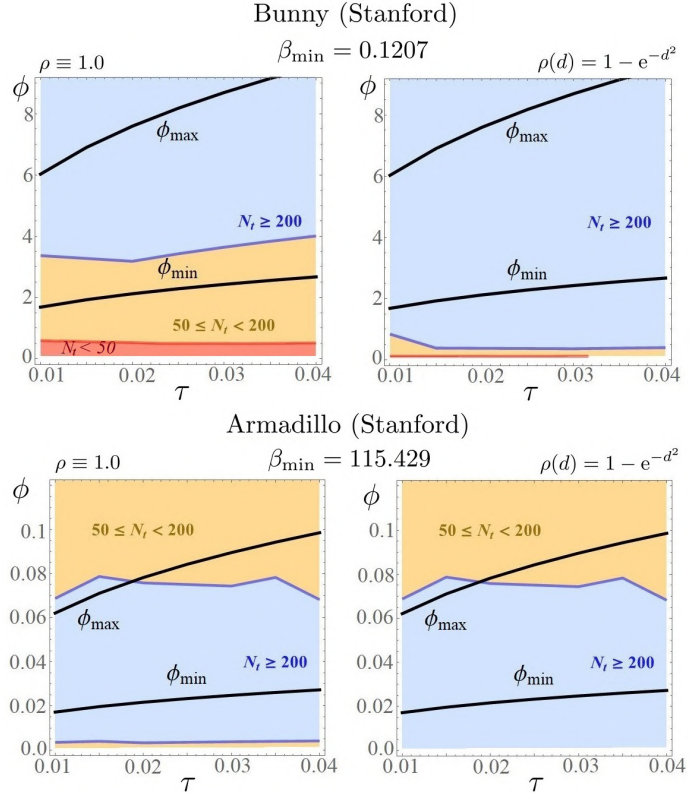 Bunny (Stanford)
β_min = 0.1207
ρ ≡ 1.0
ρ(d) = 1 − e^{−d²}
ϕ
8
6
4
2
0
ϕ_max
N_t ≥ 200
ϕ_min
50 ≤ N_t < 200
N_t < 50
0.01 0.02 0.03 0.04
τ
ϕ
8
6
4
2
0
ϕ_max
N_t ≥ 200
ϕ_min
0.01 0.02 0.03 0.04
τ
Armadillo (Stanford)
β_min = 115.429
ρ ≡ 1.0
ρ(d) = 1 − e^{−d²}
ϕ
0.1
0.08
0.06
0.04
0.02
0.0
50 ≤ N_t < 200
ϕ_max
N_t ≥ 200
ϕ_min
0.01 0.02 0.03 0.04
τ
ϕ
0.1
0.08
0.06
0.04
0.02
0.0
50 ≤ N_t < 200
ϕ_max
N_t ≥ 200
ϕ_min
0.01 0.02 0.03 0.04
τ